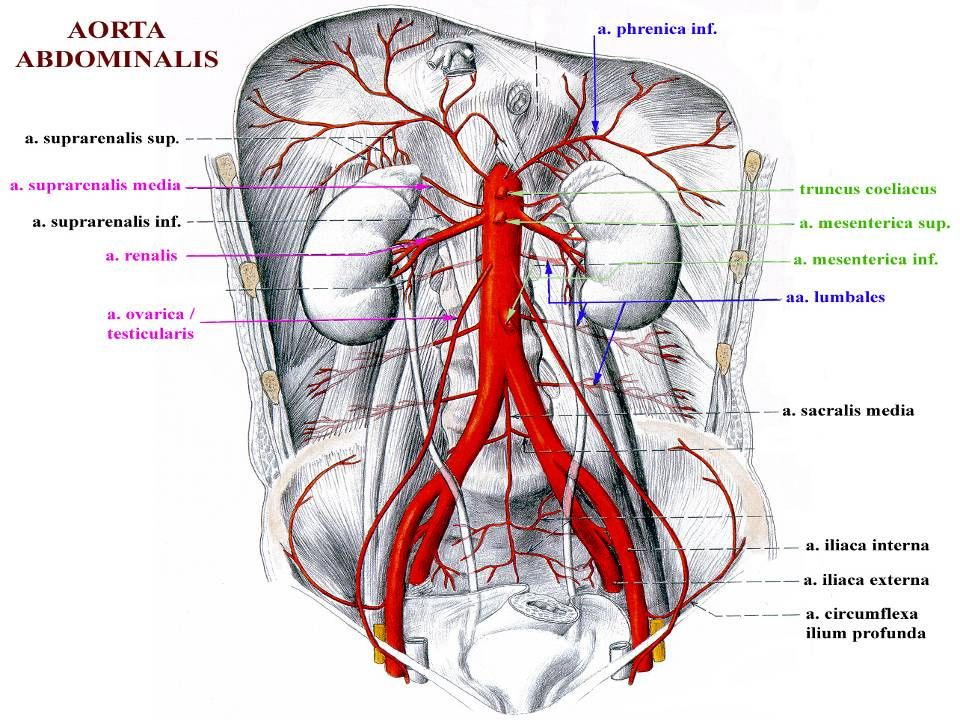 AORTA
ABDOMINALIS
a. phrenica inf.
a. suprarenalis sup.
a. suprarenalis media
a. suprarenalis inf.
a. renalis
a. ovarica /
testicularis
truncus coeliacus
a. mesenterica sup.
a. mesenterica inf.
aa. lumbales
a. sacralis media
a. iliaca interna
a. iliaca externa
a. circumflexa
ilium profunda